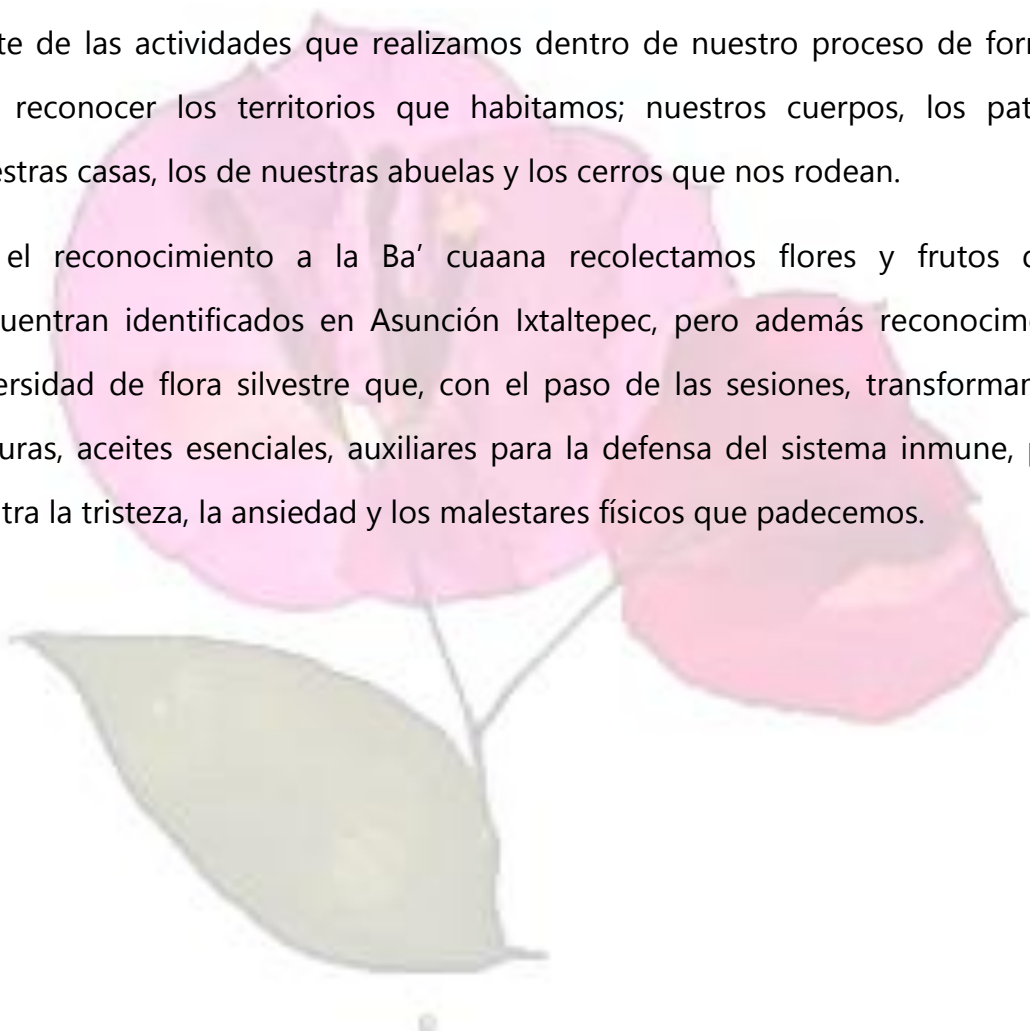 te de las actividades que realizamos dentro de nuestro proceso de for
reconocer los territorios que habitamos; nuestros cuerpos, los pat
estras casas, los de nuestras abuelas y los cerros que nos rodean.
el reconocimiento a la Ba’ cuaana recolectamos flores y frutos
uentran identificados en Asunción Ixtaltepec, pero además reconocim
ersidad de flora silvestre que, con el paso de las sesiones, transformar
uras, aceites esenciales, auxiliares para la defensa del sistema inmune,
tra la tristeza, la ansiedad y los malestares físicos que padecemos.